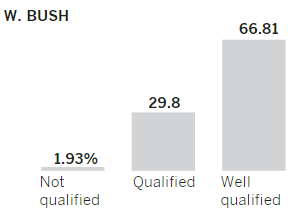 W. BUSH
66.81
29.8
1.93%
Not
qualified
Qualified
Well
qualified